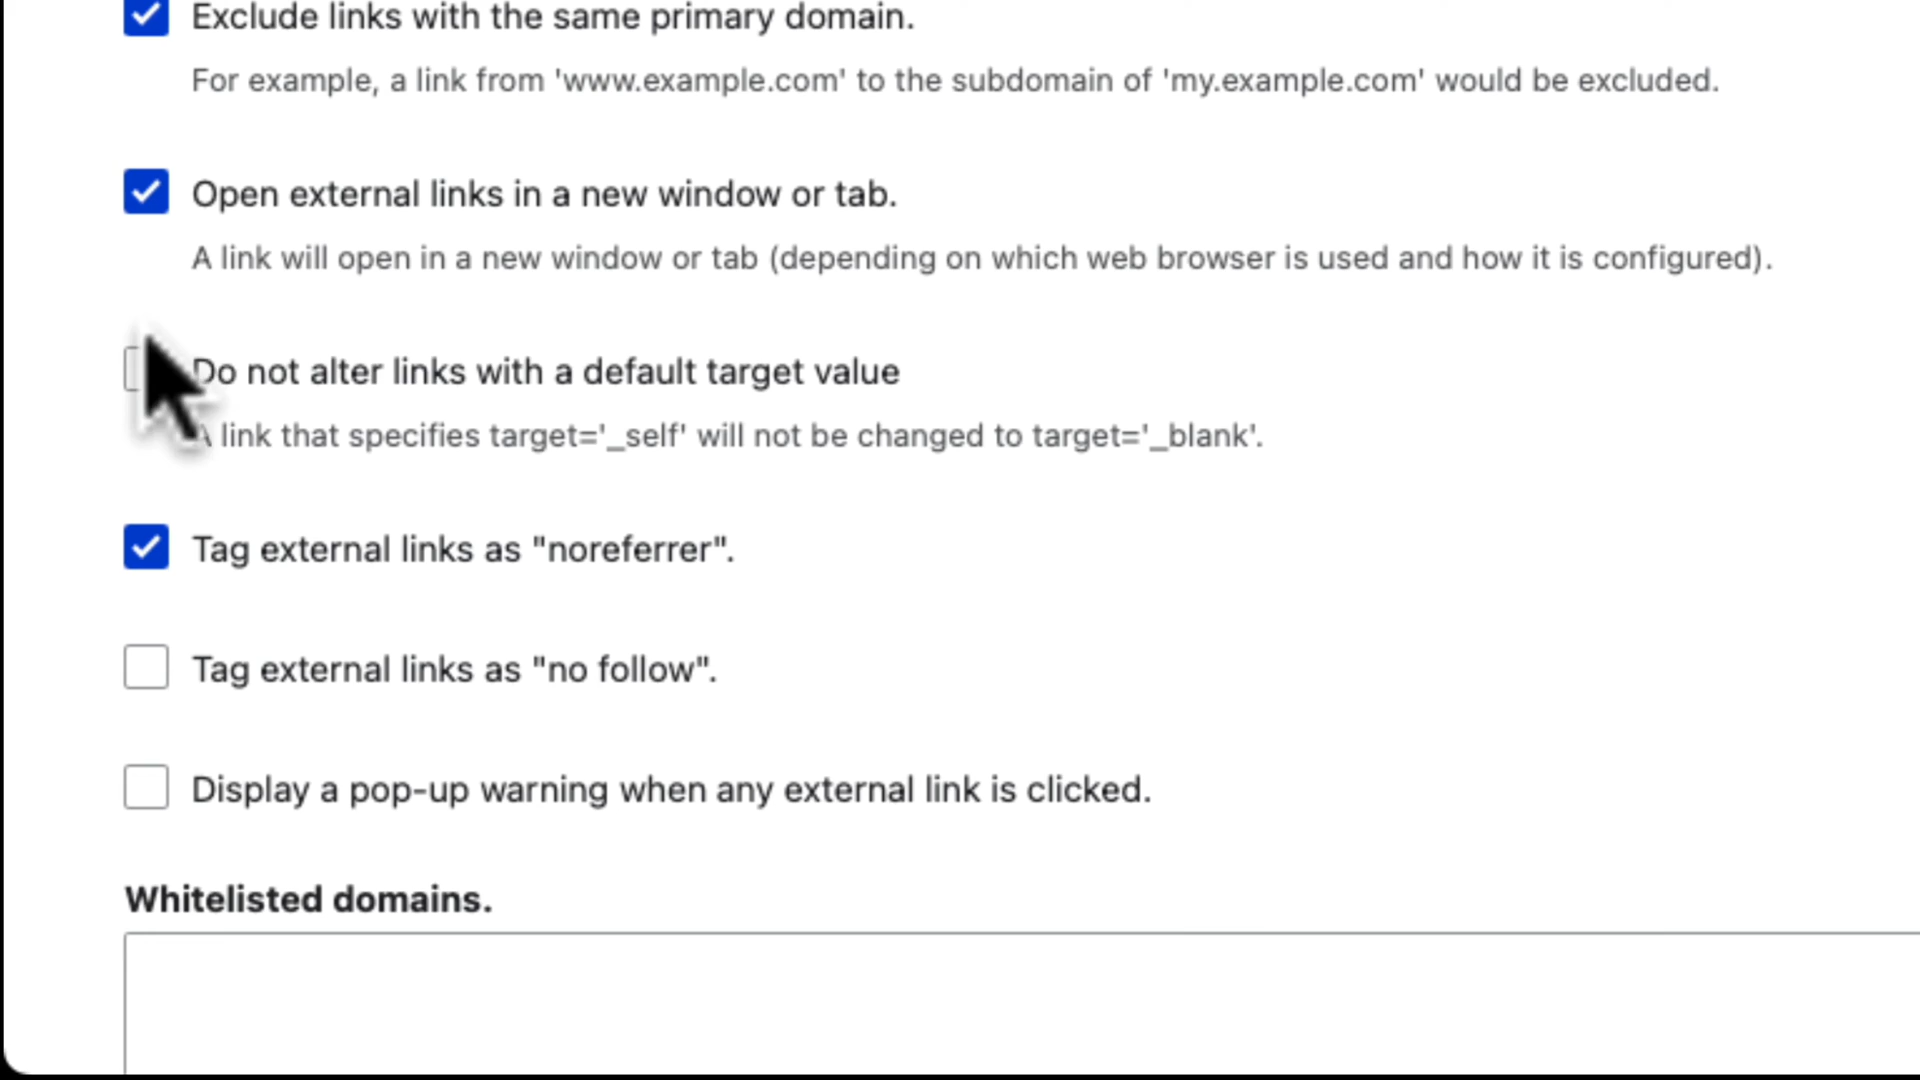 Exclude links with the same primary domain.
For example, a link from 'www.example.com' to the subdomain of 'my.example.com' would be excluded.
Open external links in a new window or tab.
A link will open in a new window or tab (depending on which web browser is used and how it is configured).
Do not alter links with a default target value
A link that specifies target='_self' will not be changed to target='_blank'.
Tag external links as "noreferrer".
Tag external links as "no follow".
Display a pop-up warning when any external link is clicked.
Whitelisted domains.